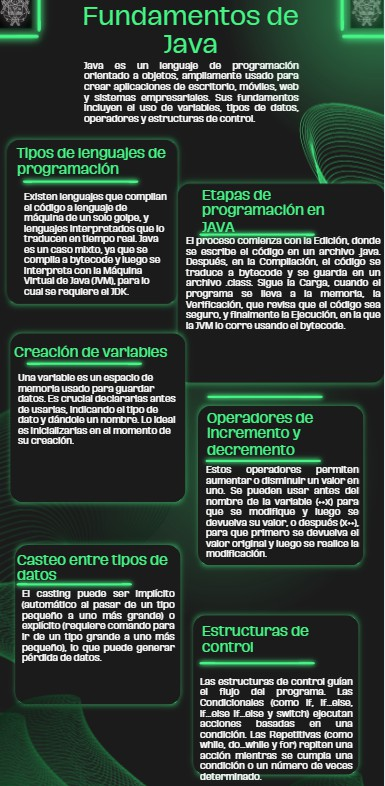 Fundamentos de
Java
Java es un lenguaje de programación
orientado a objetos, ampliamente usado para
crear aplicaciones de escritorio, móviles, web
y sistemas empresariales. Sus fundamentos
incluyen el uso de variables, tipos de datos,
operadores y estructuras de control.
Tipos de lenguajes de
programación
Existen lenguajes que compilan
el código a lenguaje de
máquina de un solo golpe, y
lenguajes interpretados que lo
traducen en tiempo real. Java
es un caso mixto, ya que se
compila a bytecode y luego se
interpreta con la Máquina
Virtual de Java (JVM), para lo
cual se requiere el JDK.
Etapas de
programación en
JAVA
El proceso comienza con la Edición, donde
se escribe el código en un archivo .java.
Después, en la Compilación, el código se
traduce a bytecode y se guarda en un
archivo .class. Sigue la Carga, cuando el
programa se lleva a la memoria, la
Verificación, que revisa que el código sea
seguro, y finalmente la Ejecución, en la que
la JVM lo corre usando el bytecode.
Creación de variables
Una variable es un espacio de
memoria usado para guardar
datos. Es crucial declararlas antes
de usarlas, indicando el tipo de
dato y dándole un nombre. Lo ideal
es inicializarlas en el momento de
su creación.
Operadores de
incremento y
decremento
Estos operadores permiten
aumentar o disminuir un valor en
uno. Se pueden usar antes del
nombre de la variable (++x) para
que se modifique y luego se
devuelva su valor, o después (x++),
para que primero se devuelva el
valor original y luego se realice la
modificación.
Casteo entre tipos de
datos
El casting puede ser implícito
(automático al pasar de un tipo
pequeño a uno más grande) o
explícito (requiere comando para
ir de un tipo grande a uno más
pequeño), lo que puede generar
pérdida de datos.
Estructuras de
control
Las estructuras de control guían
el flujo del programa. Las
Condicionales (como if, if...else,
if...else if...else y switch) ejecutan
acciones basadas en una
condición. Las Repetitivas (como
while, do...while y for) repiten una
acción mientras se cumpla una
condición o un número de veces
determinado.